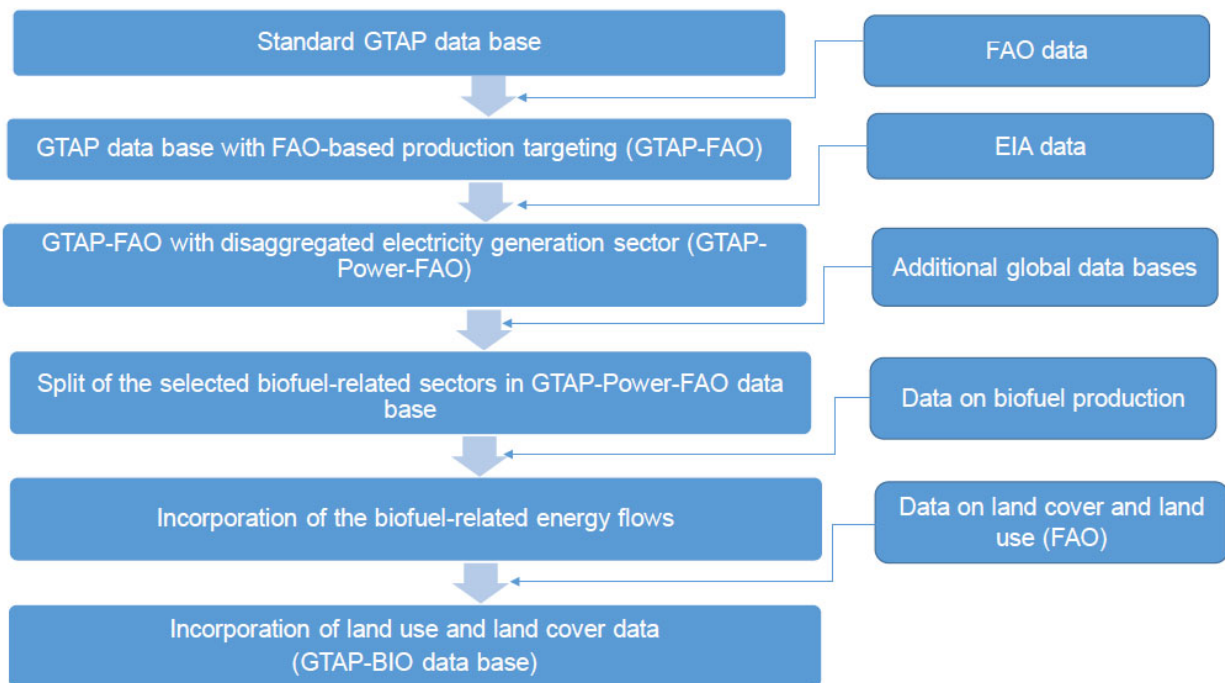 Standard GTAP data base
FAO data
GTAP data base with FAO-based production targeting (GTAP-FAO)
EIA data
GTAP-FAO with disaggregated electricity generation sector (GTAP-
Power-FAO)
Additional global data bases
Split of the selected biofuel-related sectors in GTAP-Power-FAO data
base
Data on biofuel production
Incorporation of the biofuel-related energy flows
Data on land cover and land
use (FAO)
Incorporation of land use and land cover data
(GTAP-BIO data base)